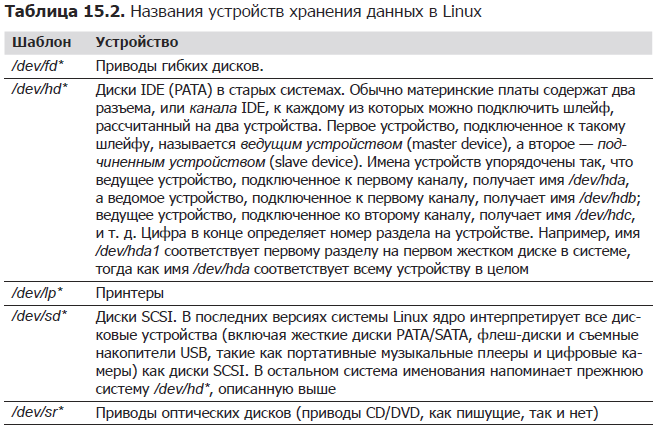 Таблица 15.2. Названия устройств хранения данных в Linux
Шаблон Устройство
/dev/fd* Приводы гибких дисков.
/dev/hd* Диски IDE (PATA) в старых системах. Обычно материнские платы содержат два
разъема, или канала IDE, к каждому из которых можно подключить шлейф,
рассчитанный на два устройства. Первое устройство, подключенное к такому
шлейфу, называется ведущим устройством (master device), а второе — под-
чиненным устройством (slave device). Имена устройств упорядочены так, что
ведущее устройство, подключенное к первому каналу, получает имя /dev/hda,
а ведомое устройство, подключенное к первому каналу, получает имя /dev/hdb;
ведущее устройство, подключенное ко второму каналу, получает имя /dev/hdc,
и т. д. Цифра в конце определяет номер раздела на устройстве. Например, имя
/dev/hda1 соответствует первому разделу на первом жестком диске в системе,
тогда как имя /dev/hda соответствует всему устройству в целом
/dev/lp* Принтеры
/dev/sd* Диски SCSI. В последних версиях системы Linux ядро интерпретирует все дис-
ковые устройства (включая жесткие диски PATA/SATA, флеш-диски и съемные
накопители USB, такие как портативные музыкальные плееры и цифровые ка-
меры) как диски SCSI. В остальном система именования напоминает прежнюю
систему /dev/hd*, описанную выше
/dev/sr* Приводы оптических дисков (приводы CD/DVD, как пишущие, так и нет)